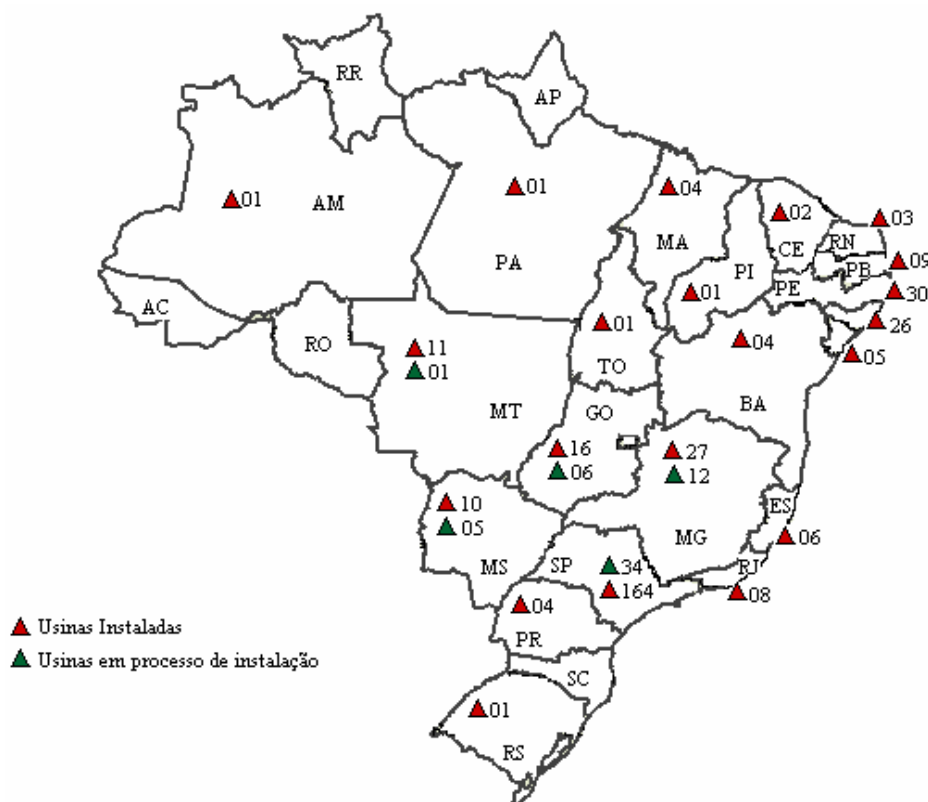 RR
AP
01
AM
01
PA
04
MA
02
CE
03
RN
09
PB
PI
01
PE
30
26
05
AC
RO
11
01
MT
01
TO
04
BA
GO
16
06
27
12
MG
ES
06
10
05
MS
SP
34
164
RJ
08
04
PR
SC
01
RS
Usinas Instaladas
Usinas em processo de instalação